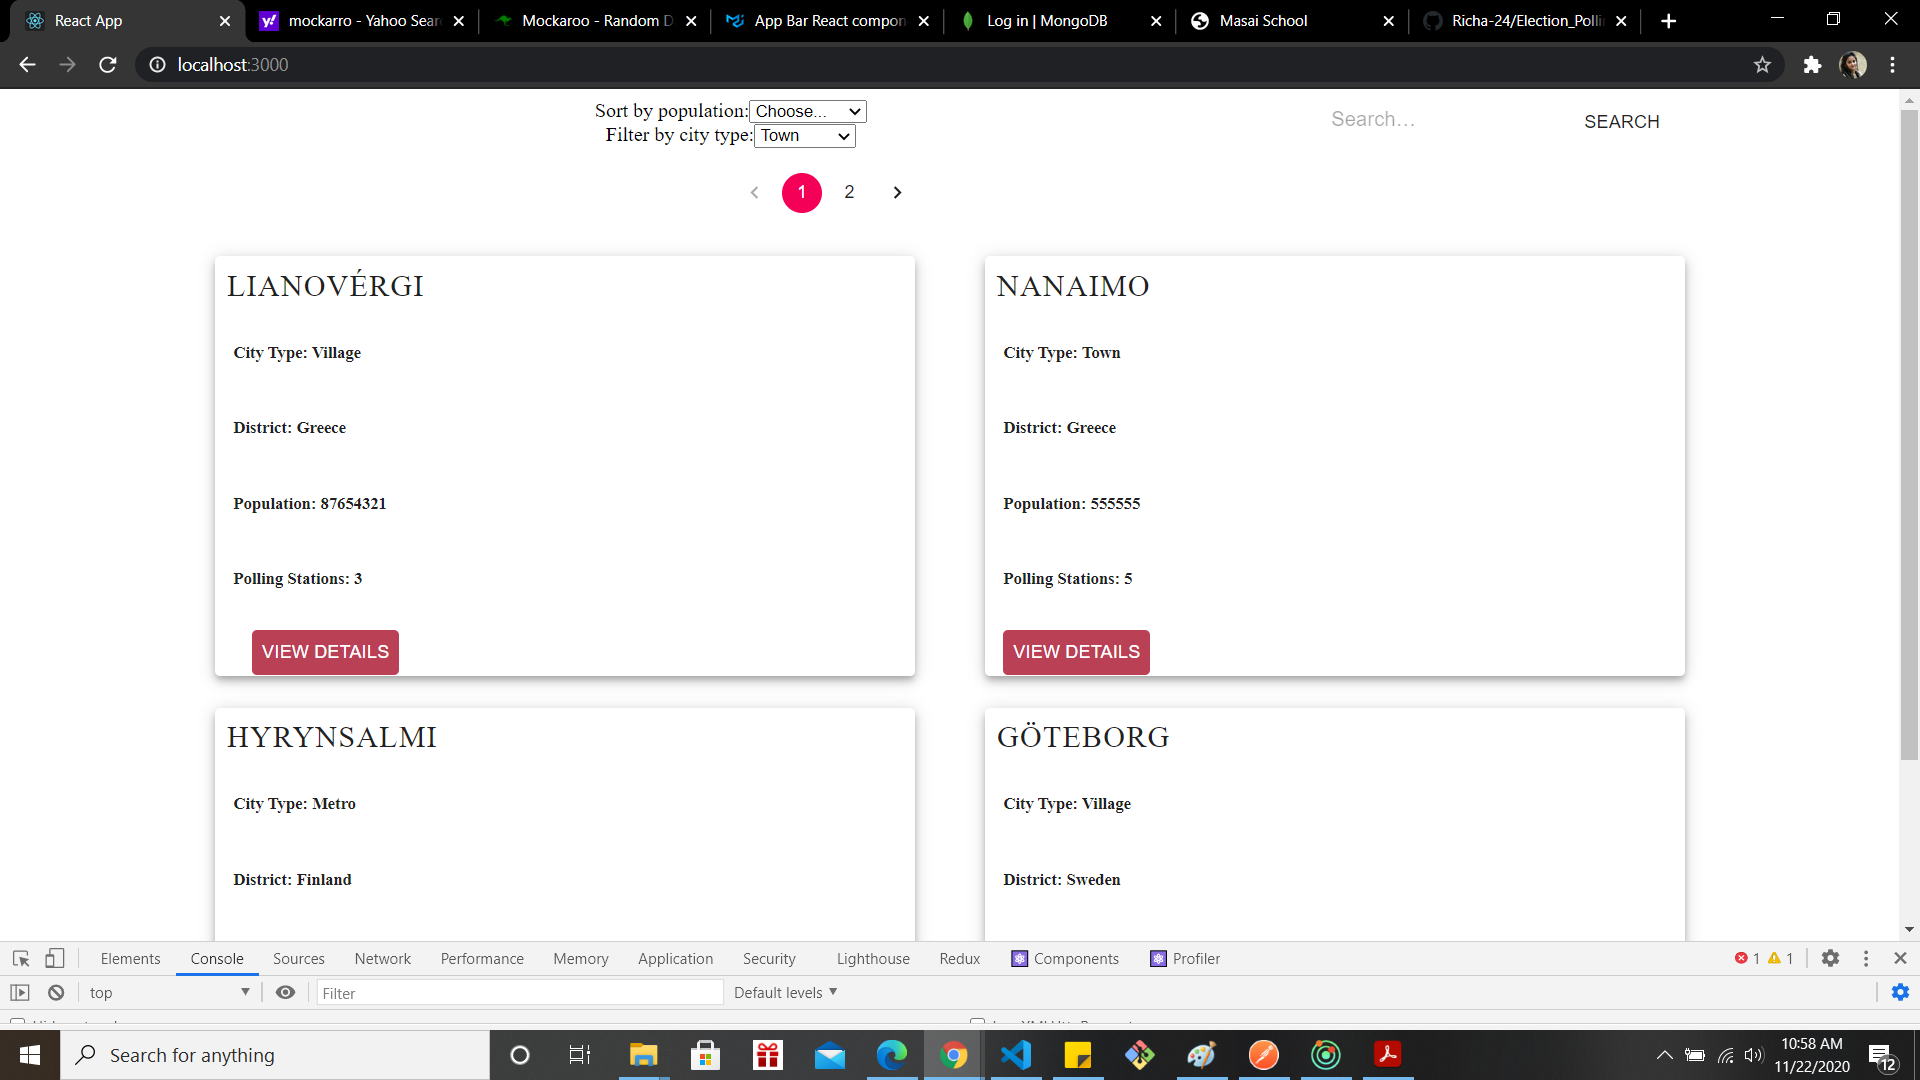 React App
mockarro - Yahoo Sear
Mockaroo - Random D
App Bar React compon
Log in | MongoDB
Masai School
Richa-24/Election_Polli
localhost:3000
Sort by population: Choose...
Filter by city type: Town
Search...
SEARCH
1 2
LIANOVÉRGI
City Type: Village
District: Greece
Population: 87654321
Polling Stations: 3
VIEW DETAILS
NANAIMO
City Type: Town
District: Greece
Population: 555555
Polling Stations: 5
VIEW DETAILS
HYRYNSALMI
City Type: Metro
District: Finland
GÖTEBORG
City Type: Village
District: Sweden
Elements Console Sources Network Performance Memory Application Security Lighthouse Redux Components Profiler 1 1
top Filter Default levels
Search for anything
10:58 AM
11/22/2020
12